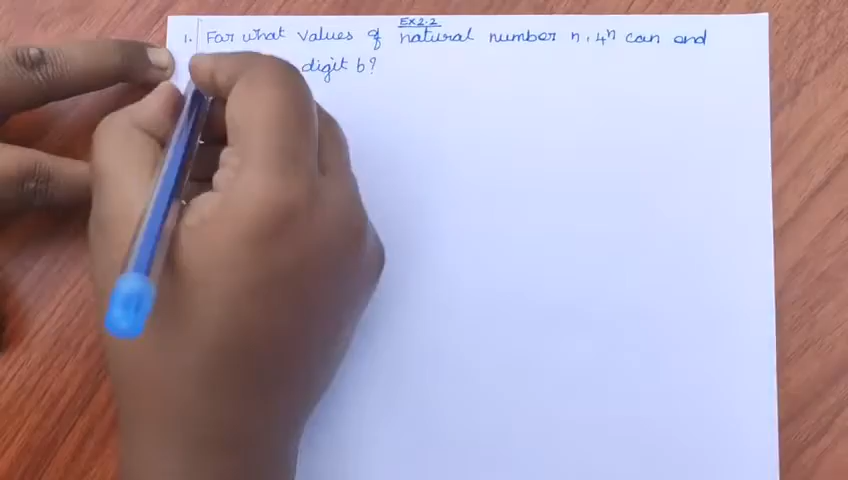 Ex 2.2
1. For what values of natural number n, 4ⁿ can end
digit 6?